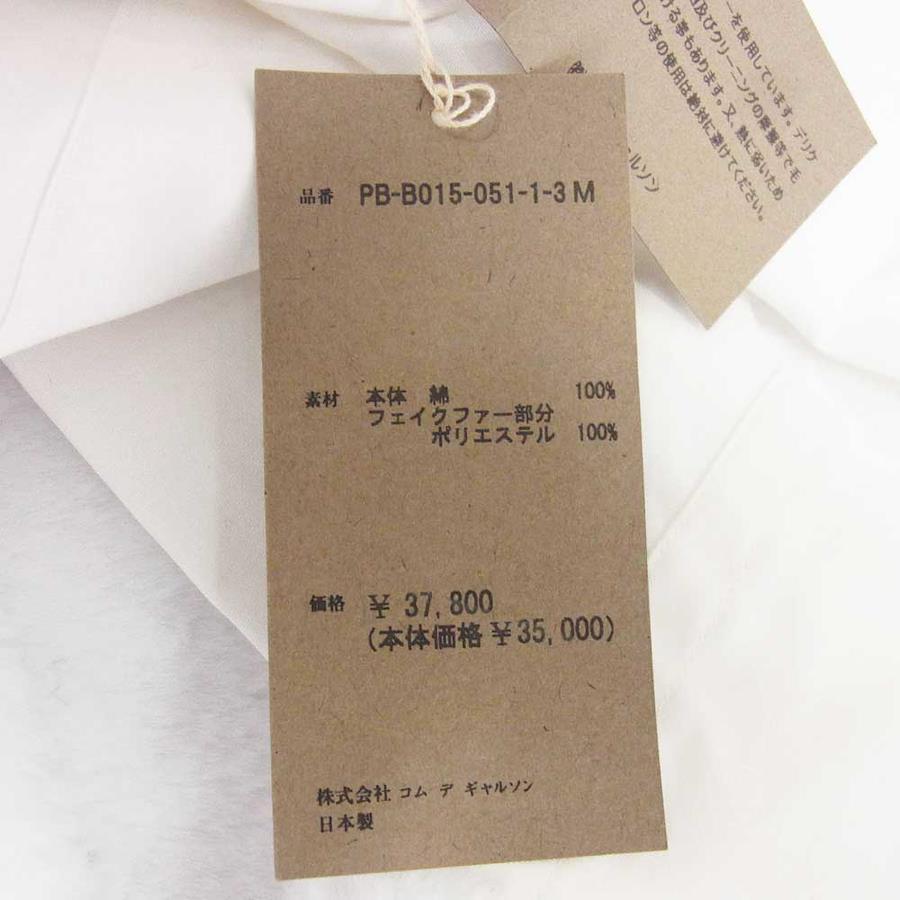 品番 PB-B015-051-1-3 M
素材 本体 綿 100%
フェイクファー部分
ポリエステル 100%
価格 ¥ 37,800
(本体価格 ¥35,000)
株式会社 コム デ ギャルソン
日本製
ーを使用しています。デリケ
及びクリーニングの摩擦等で毛
ける事もあります。又、熱に弱いため
ロン等の使用は絶対に避けてください。
ルソン